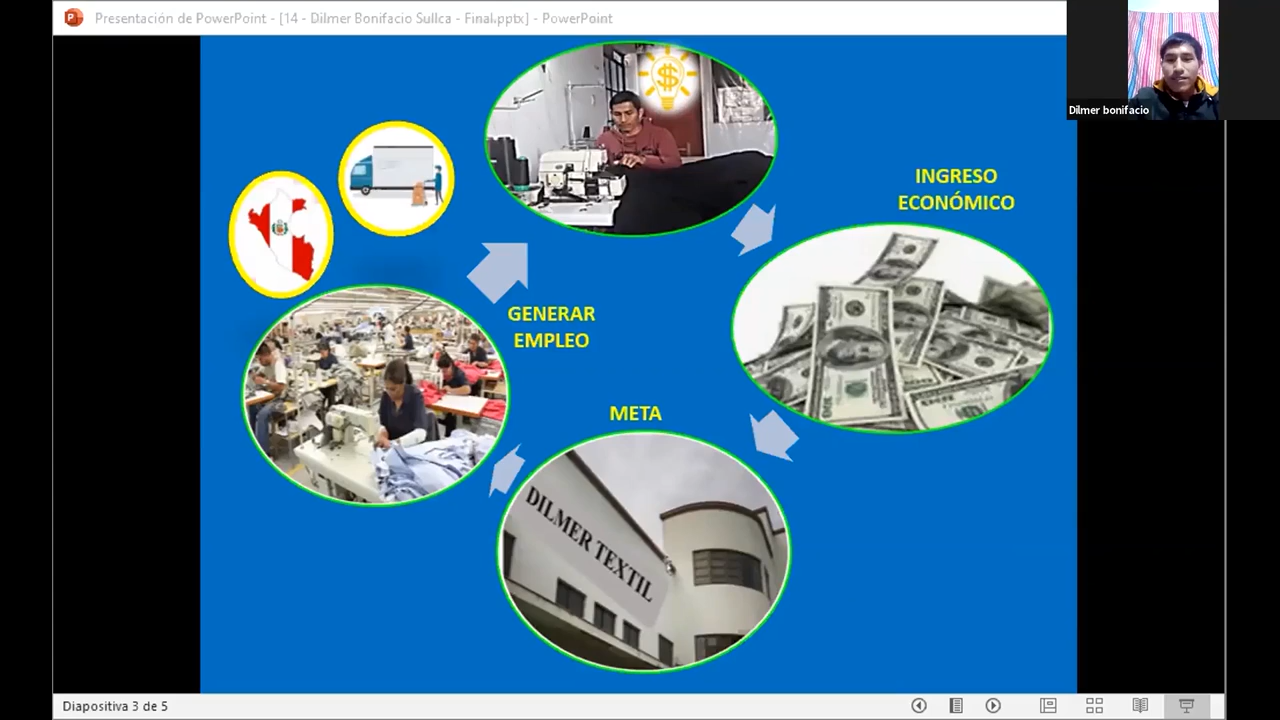 Presentación de PowerPoint - [14 - Dilmer Bonifacio Sullca - Final.pptx] - PowerPoint
Dilmer bonifacio
INGRESO
ECONÓMICO
GENERAR
EMPLEO
META
DILMER TEXTIL
Diapositiva 3 de 5